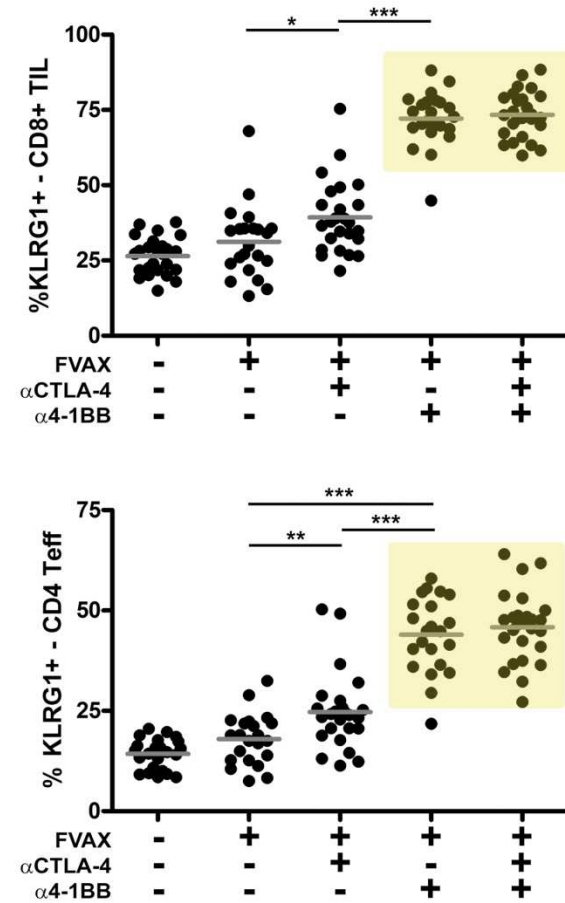 * ***
100
75
50
25
0
%KLRG1+ - CD8+ TIL
FVAX - + + + +
αCTLA-4 - - + - +
α4-1BB - - - + +
***
** ***
75
50
25
0
% KLRG1+ - CD4 Teff
FVAX - + + + +
αCTLA-4 - - + - +
α4-1BB - - - + +